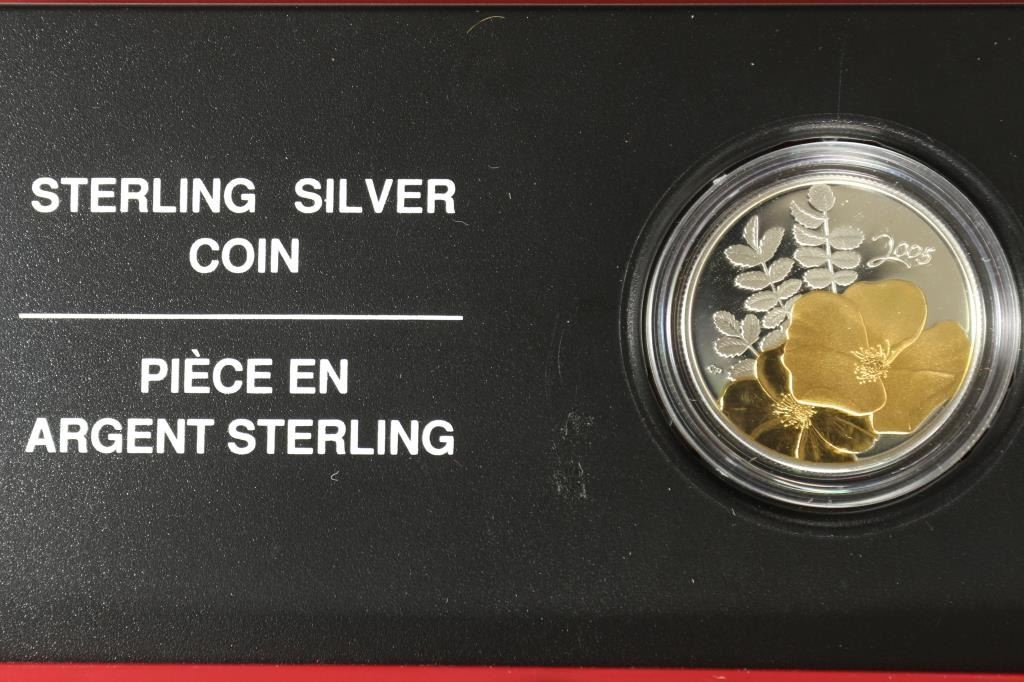 STERLING SILVER
COIN
PIÈCE EN
ARGENT STERLING
2005